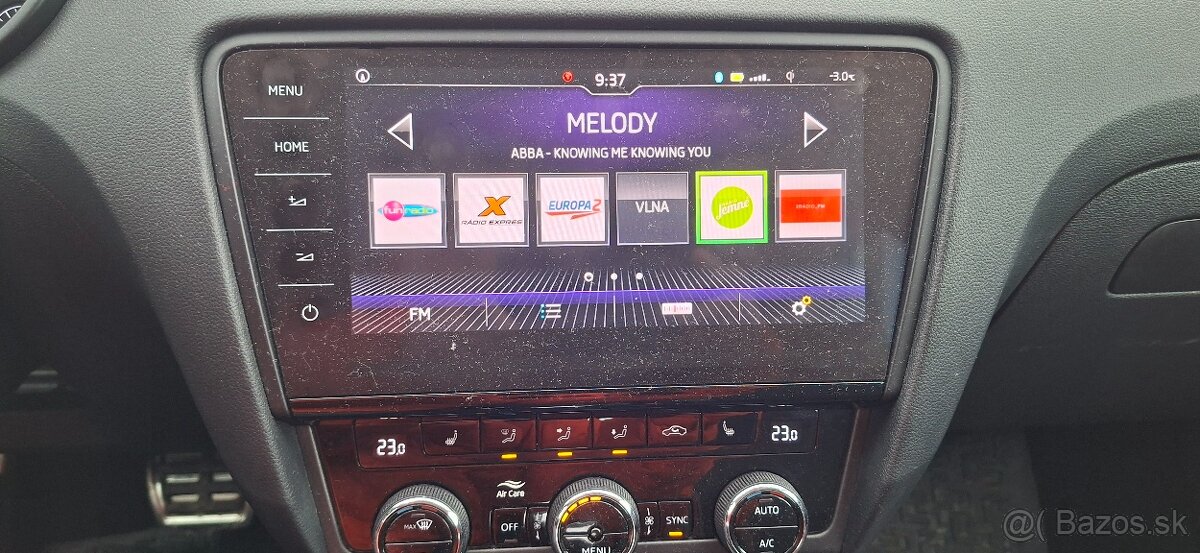 9:37
-3.0°C
MENU
MELODY
HOME
ABBA - KNOWING ME KNOWING YOU
funradio
X
RÁDIO EXPRES
EUROPA 2
VLNA
Jemné
FM
23,0
23,0
Air Care
MAX
OFF
SYNC
AUTO
MENU
A/C
@( Bazos.sk